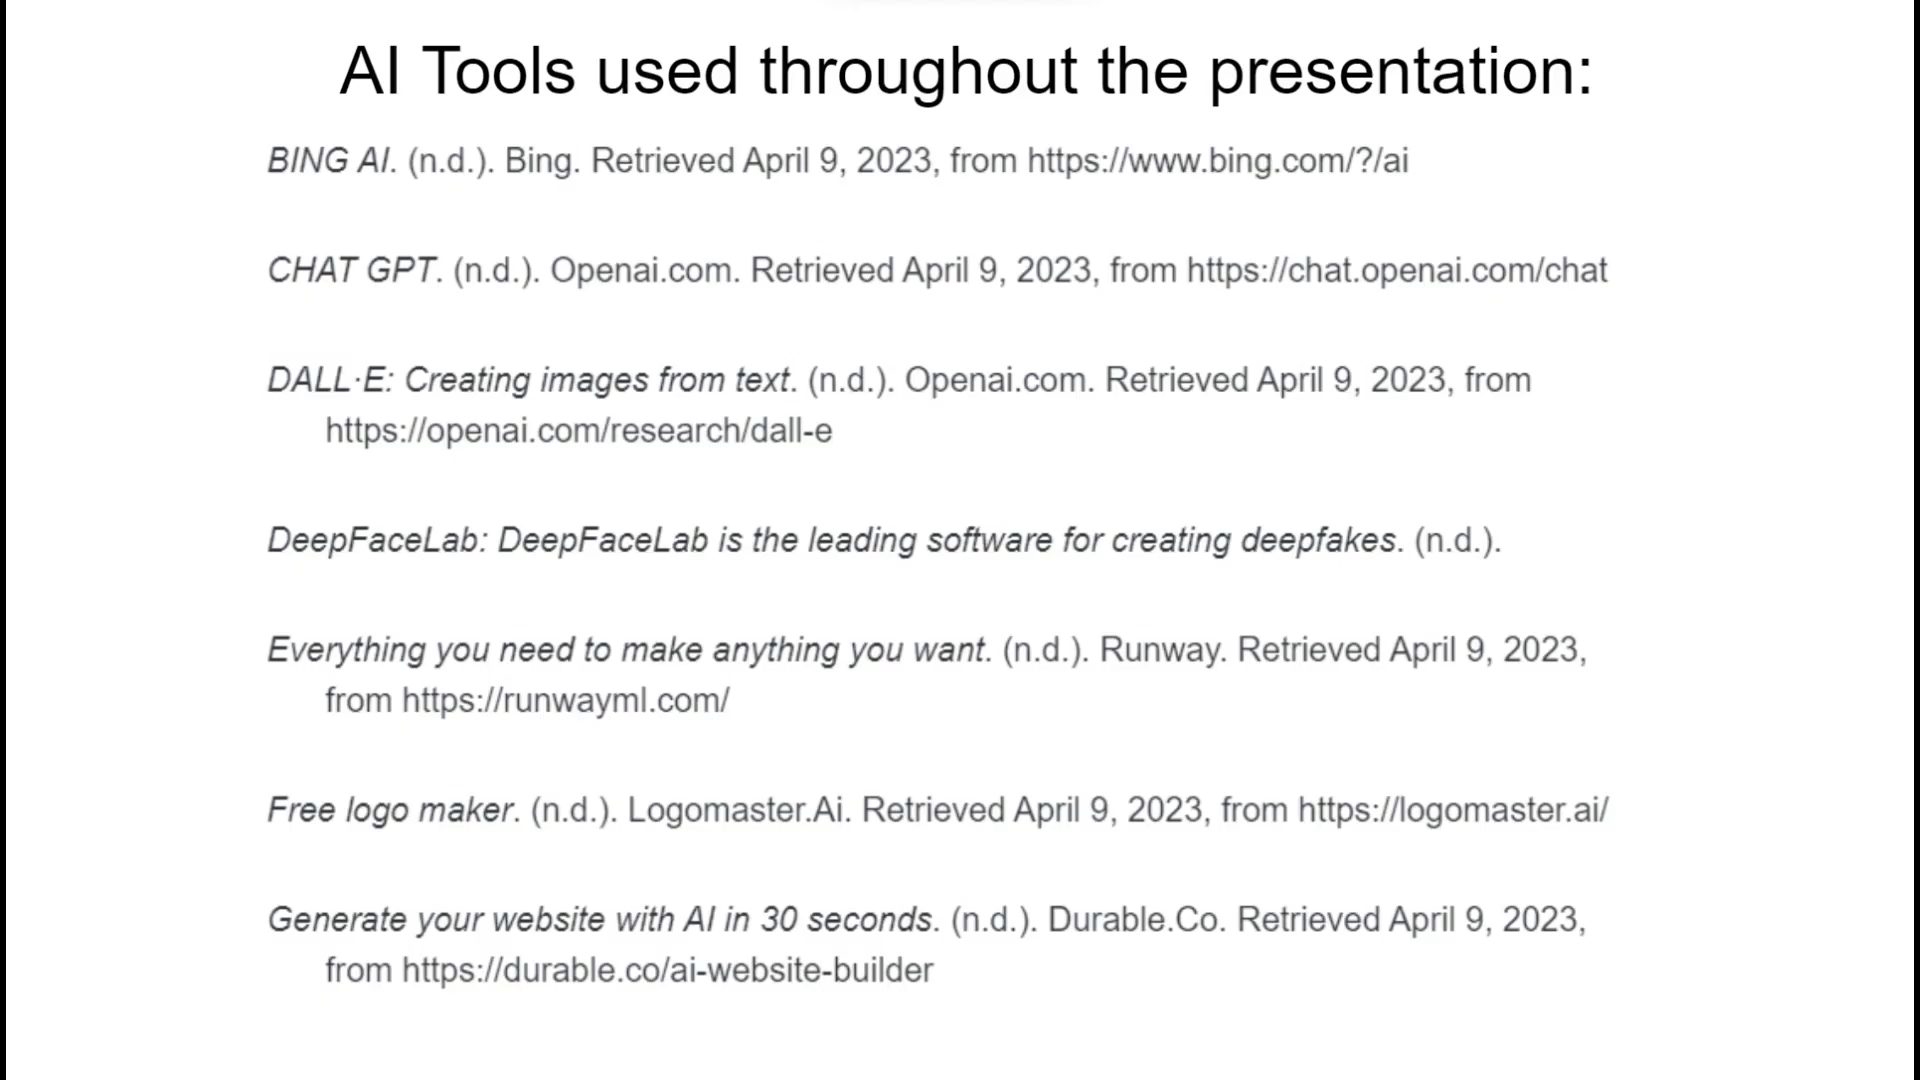 AI Tools used throughout the presentation:
BING AI. (n.d.). Bing. Retrieved April 9, 2023, from https://www.bing.com/?/ai
CHAT GPT. (n.d.). Openai.com. Retrieved April 9, 2023, from https://chat.openai.com/chat
DALL·E: Creating images from text. (n.d.). Openai.com. Retrieved April 9, 2023, from
https://openai.com/research/dall-e
DeepFaceLab: DeepFaceLab is the leading software for creating deepfakes. (n.d.).
Everything you need to make anything you want. (n.d.). Runway. Retrieved April 9, 2023,
from https://runwayml.com/
Free logo maker. (n.d.). Logomaster.Ai. Retrieved April 9, 2023, from https://logomaster.ai/
Generate your website with AI in 30 seconds. (n.d.). Durable.Co. Retrieved April 9, 2023,
from https://durable.co/ai-website-builder